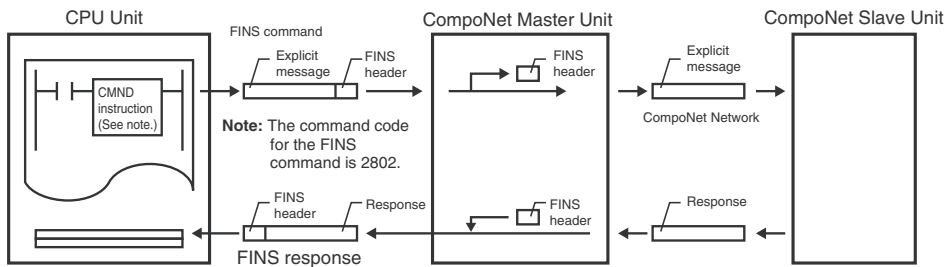 CPU Unit
CompoNet Master Unit
CompoNet Slave Unit
FINS command
Explicit
message
FINS
header
FINS
header
Explicit
message
CMND
instruction
(See note.)
Note: The command code
for the FINS
command is 2802.
CompoNet Network
FINS
header
Response
FINS
header
Response
FINS response